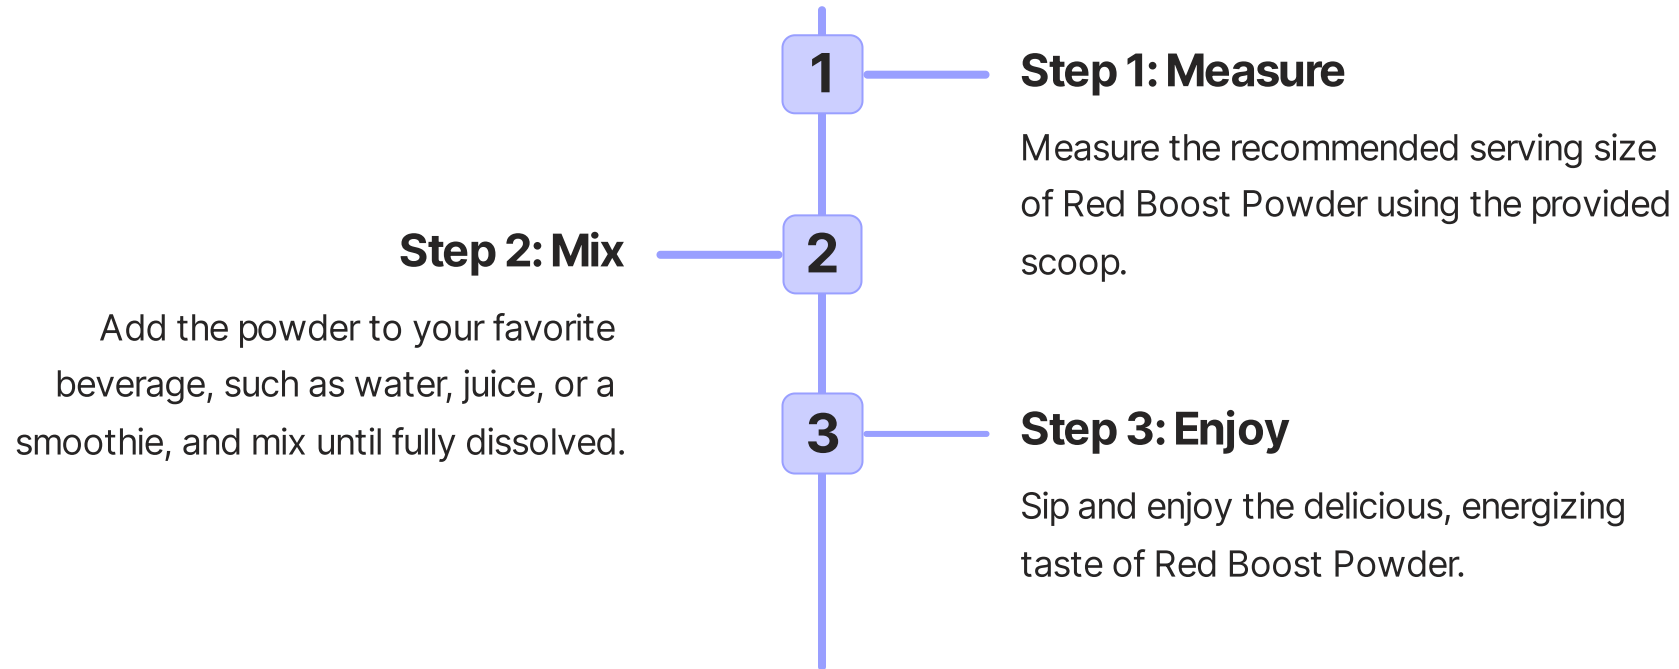 1
Step 1: Measure
Measure the recommended serving size
of Red Boost Powder using the provided
scoop.
2
Step 2: Mix
Add the powder to your favorite
beverage, such as water, juice, or a
smoothie, and mix until fully dissolved.
3
Step 3: Enjoy
Sip and enjoy the delicious, energizing
taste of Red Boost Powder.